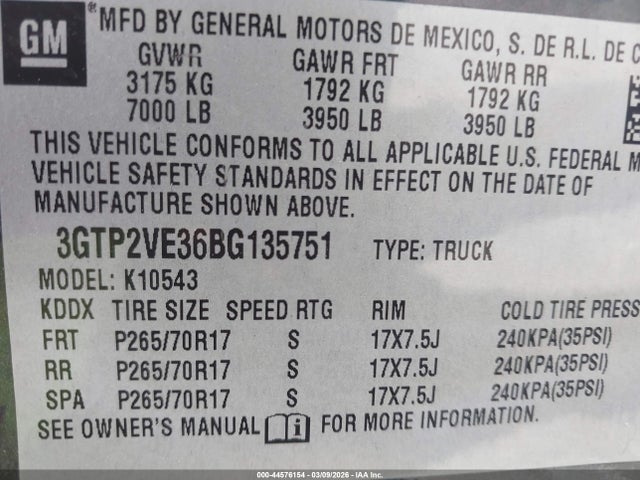 GM
MFD BY GENERAL MOTORS DE MEXICO, S. DE R.L. DE C
GVWR GAWR FRT GAWR RR
3175 KG 1792 KG 1792 KG
7000 LB 3950 LB 3950 LB
THIS VEHICLE CONFORMS TO ALL APPLICABLE U.S. FEDERAL M
VEHICLE SAFETY STANDARDS IN EFFECT ON THE DATE OF
MANUFACTURE SHOWN ABOVE.
3GTP2VE36BG135751 TYPE: TRUCK
MODEL: K10543
KDDX TIRE SIZE SPEED RTG RIM COLD TIRE PRESS
FRT P265/70R17 S 17X7.5J 240KPA(35PSI)
RR P265/70R17 S 17X7.5J 240KPA(35PSI)
SPA P265/70R17 S 17X7.5J 240KPA(35PSI)
SEE OWNER'S MANUAL FOR MORE INFORMATION.
000-44576154 | 03/09/2026 | IAA Inc.